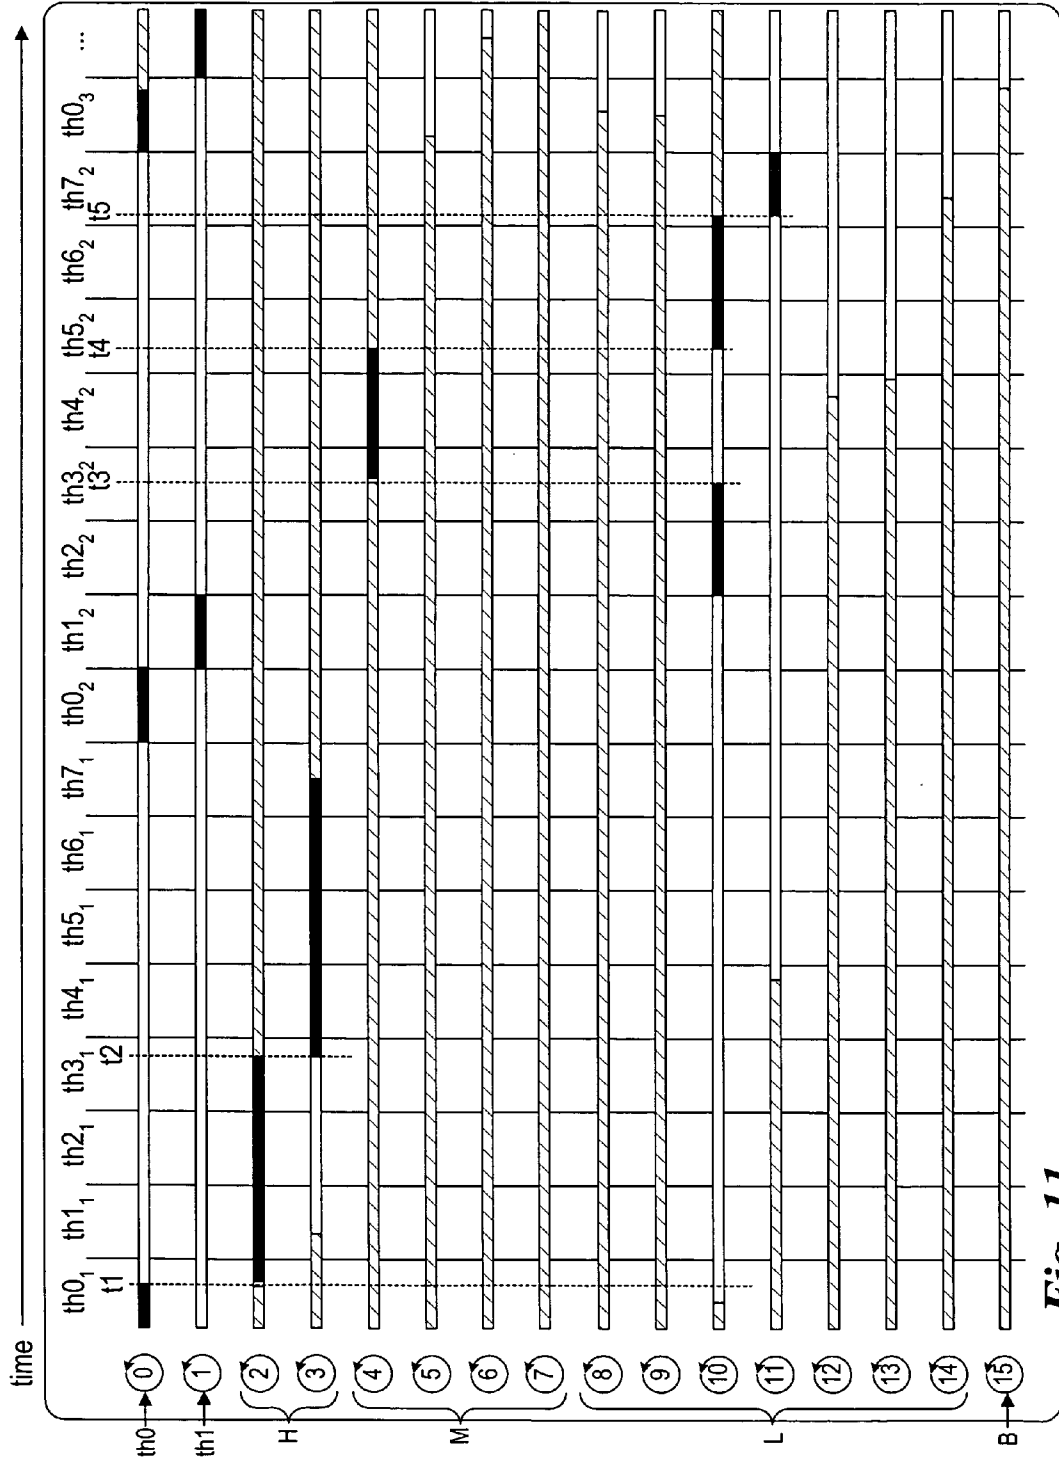 time
th0₁ th1₁ th2₁ th3₁ th4₁ th5₁ th6₁ th7₁ th0₂ th1₂ th2₂ th3₂ th4₂ th5₂ th6₂ th7₂ th0₃ ...
t1 t2 t3 t4 t5
th0 0
th1 1
H
2
3
M
4
5
6
7
L
8
9
10
11
12
13
14
B 15
Fig. 11